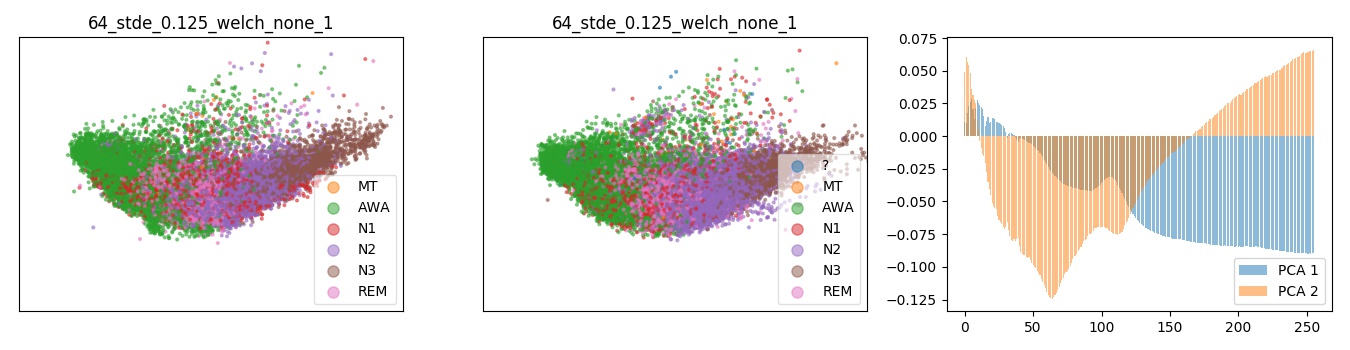 64_stde_0.125_welch_none_1
MT
AWA
N1
N2
N3
REM
64_stde_0.125_welch_none_1
?
MT
AWA
N1
N2
N3
REM
0.075
0.050
0.025
0.000
−0.025
−0.050
−0.075
−0.100
−0.125
0 50 100 150 200 250
PCA 1
PCA 2